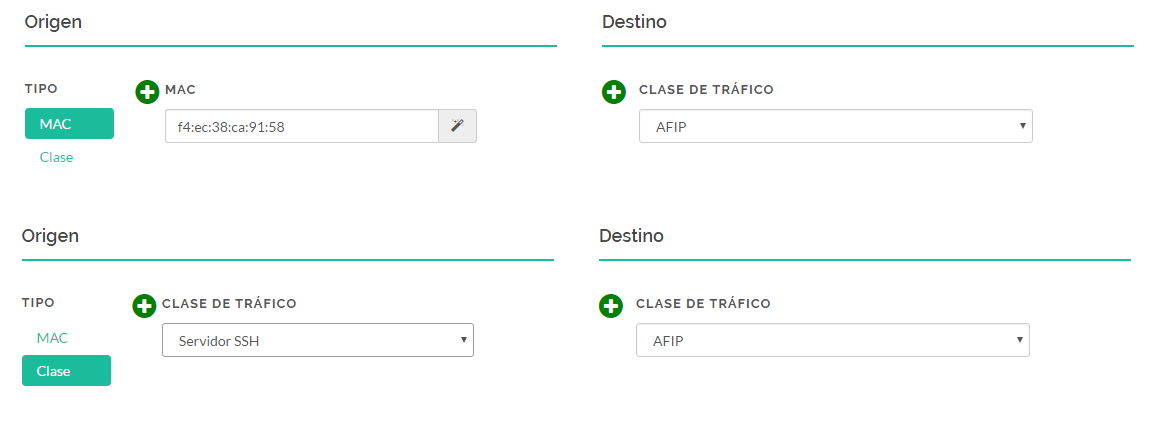 Origen
Destino
TIPO
MAC
CLASE DE TRÁFICO
MAC
f4:ec:38:ca:91:58
AFIP
Clase
Origen
Destino
TIPO
CLASE DE TRÁFICO
CLASE DE TRÁFICO
MAC
Servidor SSH
AFIP
Clase